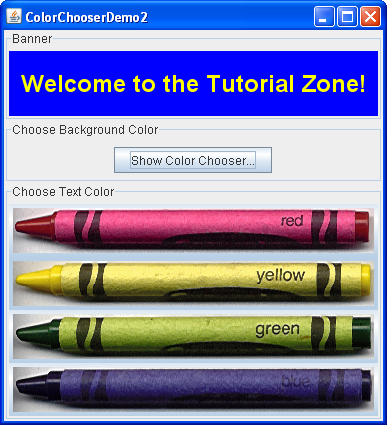 ColorChooserDemo2
Banner
Welcome to the Tutorial Zone!
Choose Background Color
Show Color Chooser...
Choose Text Color
red
yellow
green
blue